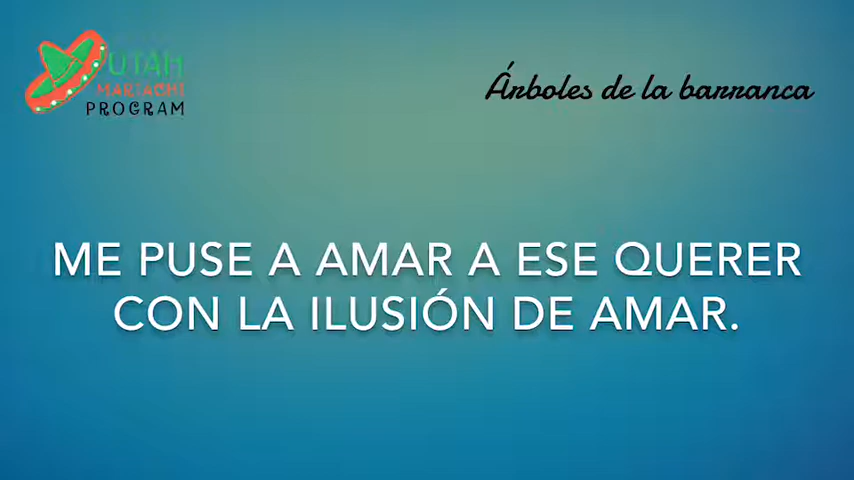 UTAH
MARIACHI
PROGRAM
Árboles de la barranca
ME PUSE A AMAR A ESE QUERER
CON LA ILUSIÓN DE AMAR.